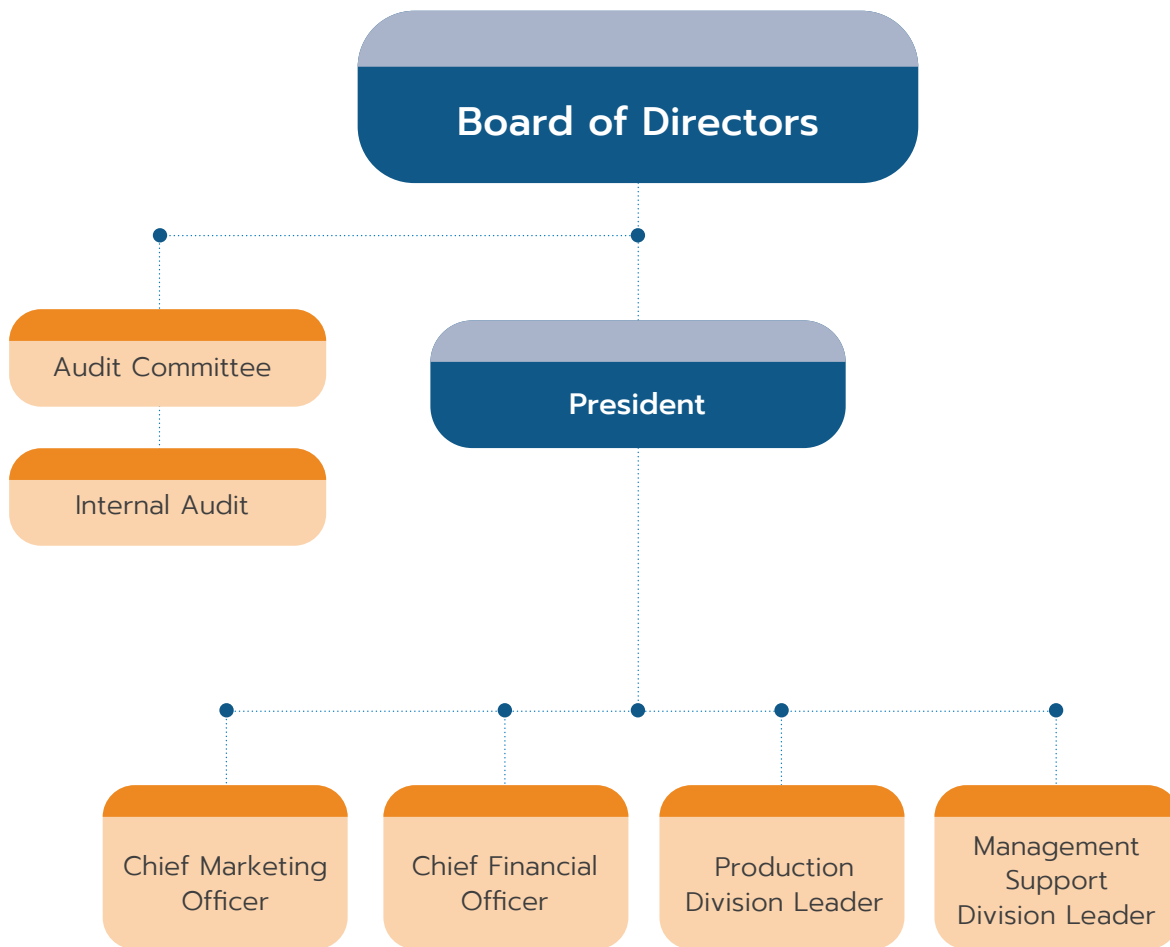 Board of Directors
Audit Committee
President
Internal Audit
Chief Marketing
Officer
Chief Financial
Officer
Production
Division Leader
Management
Support
Division Leader